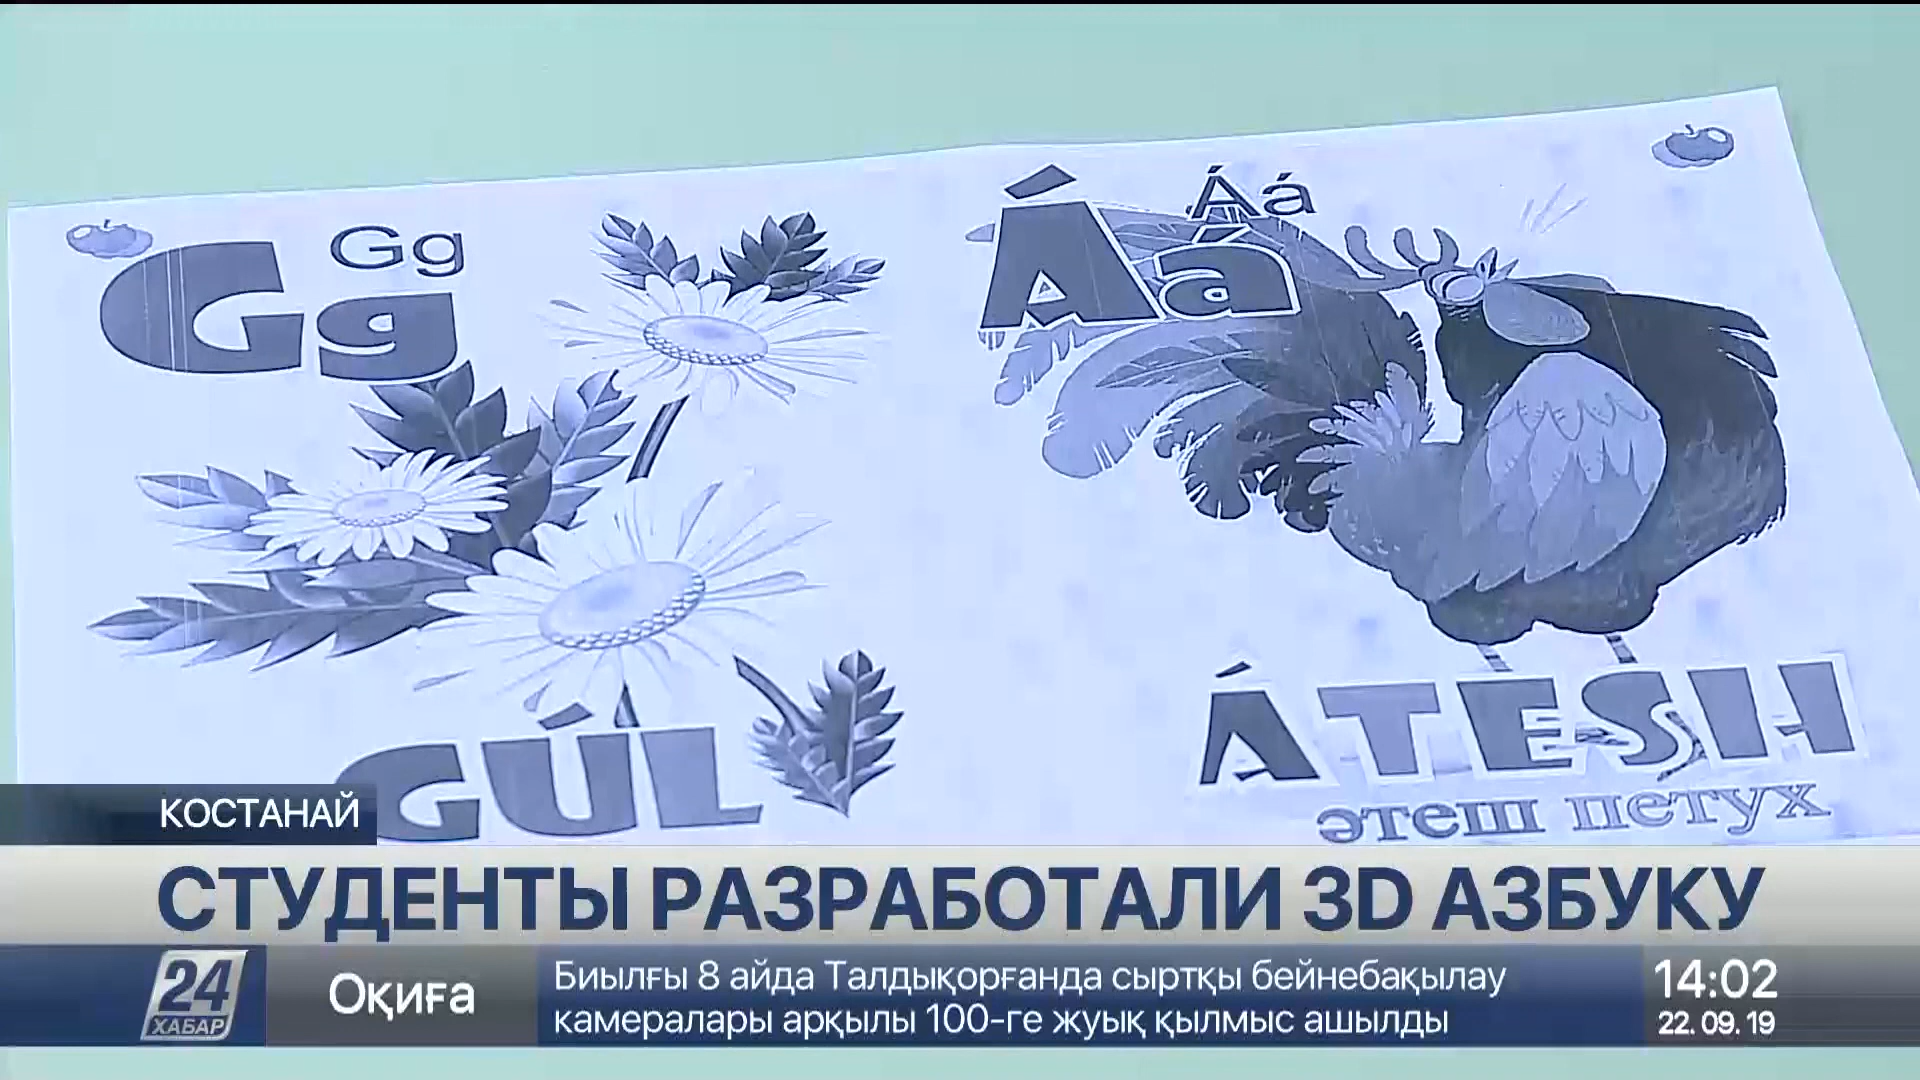 Gg
Gg
Áá
Áá
GÚL
ÁTESH
әтеш петух
КОСТАНАЙ
СТУДЕНТЫ РАЗРАБОТАЛИ 3D АЗБУКУ
24
ХАБАР
Оқиға
Биылғы 8 айда Талдықорғанда сыртқы бейнебақылау
камералары арқылы 100-ге жуық қылмыс ашылды
14:02
22. 09. 19